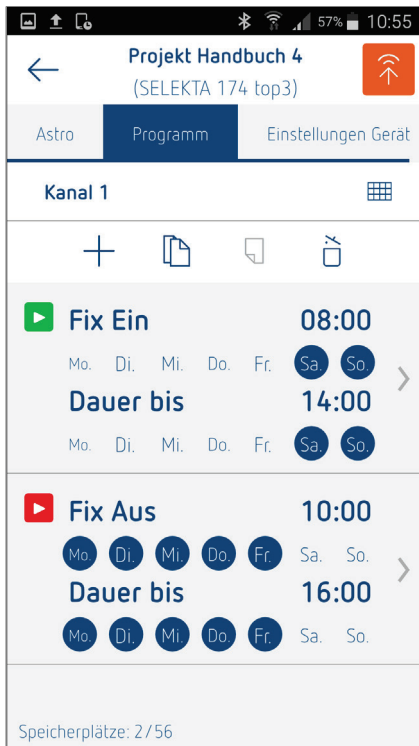 57% 10:55
Projekt Handbuch 4
(SELEKTA 174 top3)
Astro Programm Einstellungen Gerät
Kanal 1
Fix Ein 08:00
Mo. Di. Mi. Do. Fr. Sa. So.
Dauer bis 14:00
Mo. Di. Mi. Do. Fr. Sa. So.
Fix Aus 10:00
Mo. Di. Mi. Do. Fr. Sa. So.
Dauer bis 16:00
Mo. Di. Mi. Do. Fr. Sa. So.
Speicherplätze: 2/56